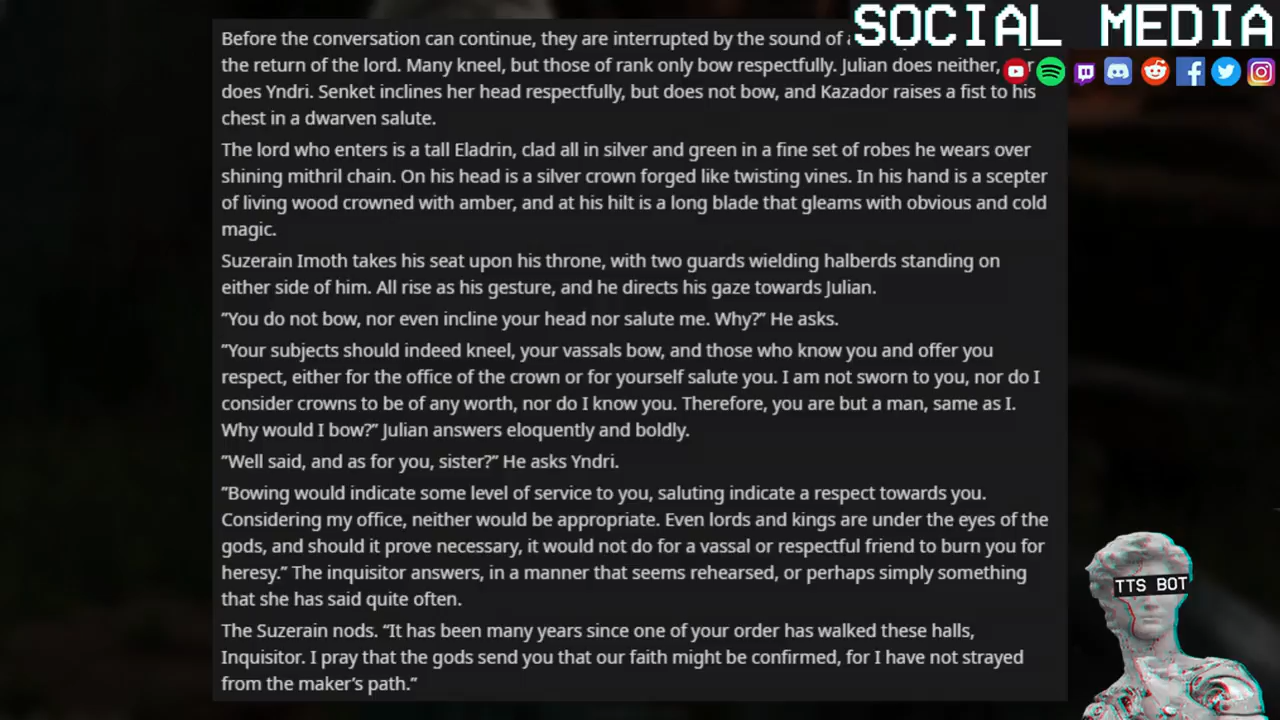 SOCIAL MEDIA
Before the conversation can continue, they are interrupted by the sound of
the return of the lord. Many kneel, but those of rank only bow respectfully. Julian does neither,
does Yndri. Senket inclines her head respectfully, but does not bow, and Kazador raises a fist to his
chest in a dwarven salute.
The lord who enters is a tall Eladrin, clad all in silver and green in a fine set of robes he wears over
shining mithril chain. On his head is a silver crown forged like twisting vines. In his hand is a scepter
of living wood crowned with amber, and at his hilt is a long blade that gleams with obvious and cold
magic.
Suzerain Imoth takes his seat upon his throne, with two guards wielding halberds standing on
either side of him. All rise as his gesture, and he directs his gaze towards Julian.
"You do not bow, nor even incline your head nor salute me. Why?" He asks.
"Your subjects should indeed kneel, your vassals bow, and those who know you and offer you
respect, either for the office of the crown or for yourself salute you. I am not sworn to you, nor do I
consider crowns to be of any worth, nor do I know you. Therefore, you are but a man, same as I.
Why would I bow?" Julian answers eloquently and boldly.
"Well said, and as for you, sister?" He asks Yndri.
"Bowing would indicate some level of service to you, saluting indicate a respect towards you.
Considering my office, neither would be appropriate. Even lords and kings are under the eyes of the
gods, and should it prove necessary, it would not do for a vassal or respectful friend to burn you for
heresy." The inquisitor answers, in a manner that seems rehearsed, or perhaps simply something
that she has said quite often.
The Suzerain nods. "It has been many years since one of your order has walked these halls,
Inquisitor. I pray that the gods send you that our faith might be confirmed, for I have not strayed
from the maker's path."
TTS BOT